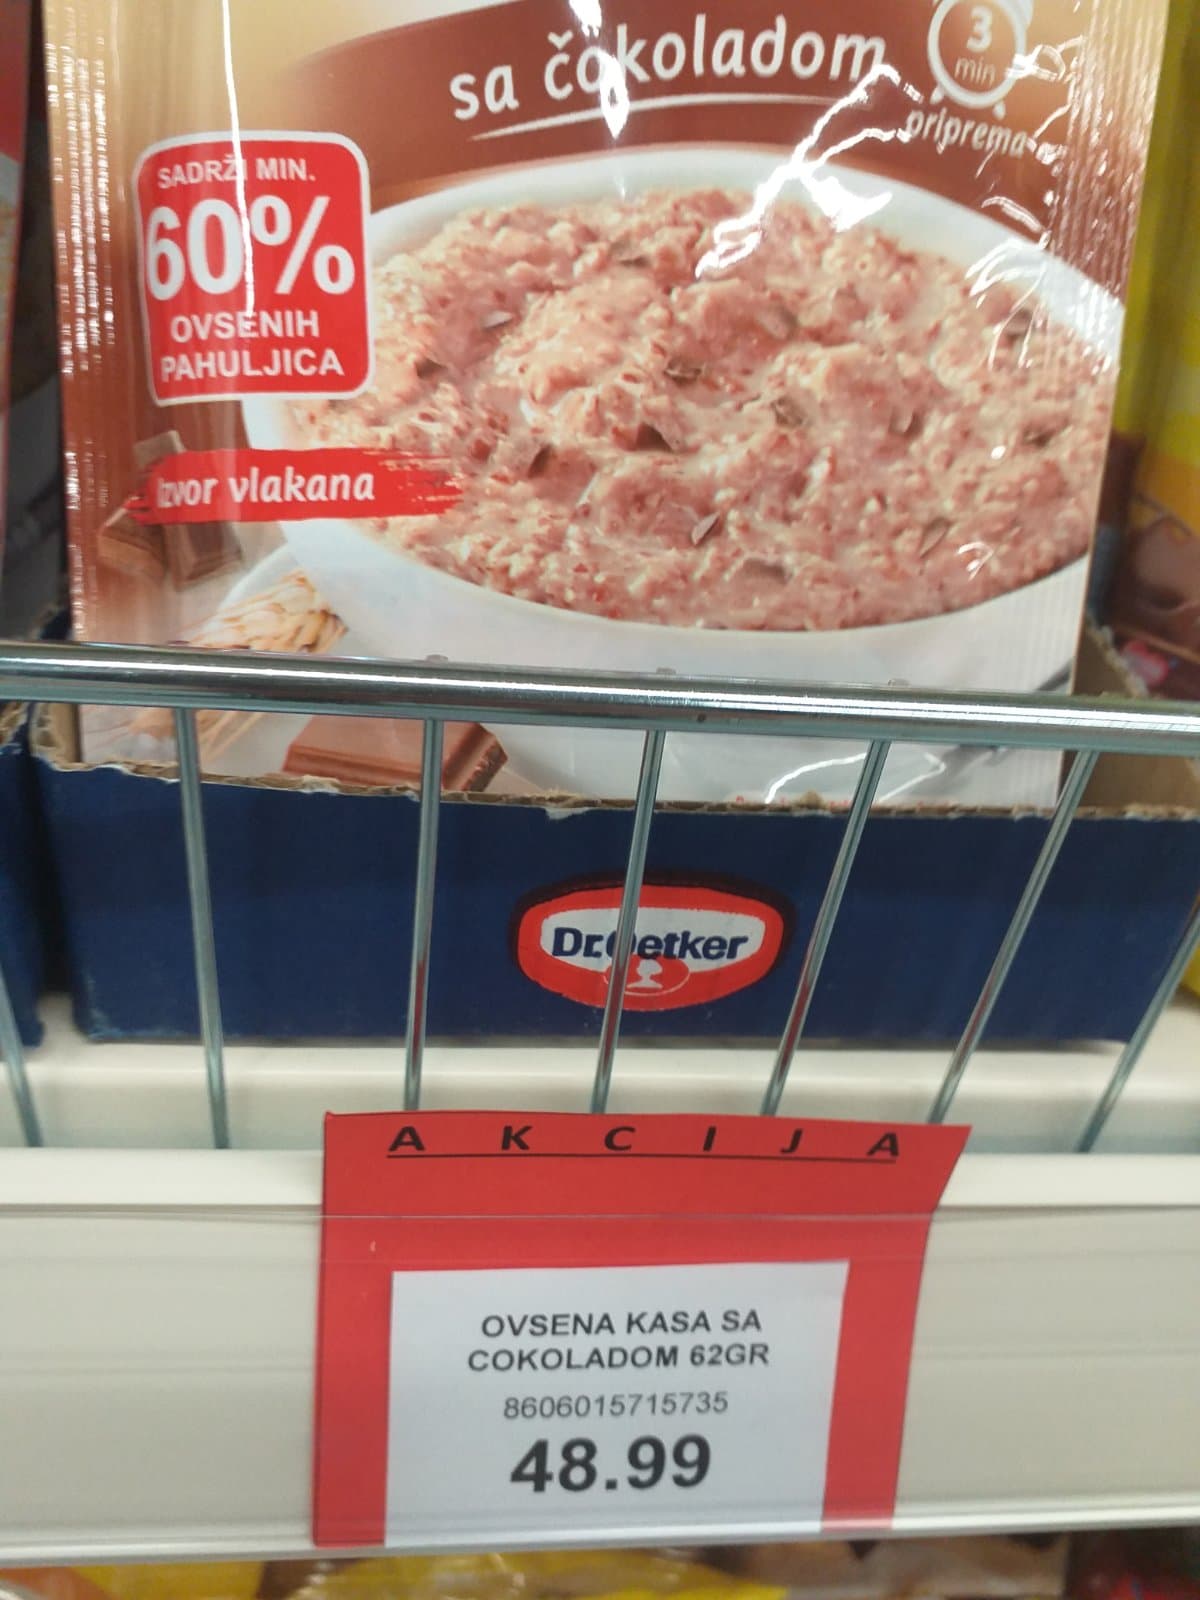 sa čokoladom
3
min
priprema
SADRŽI MIN.
60%
OVSENIH
PAHULJICA
Izvor vlakana
Dr. Oetker
A K C I J A
OVSENA KASA SA
COKOLADOM 62GR
8606015715735
48.99